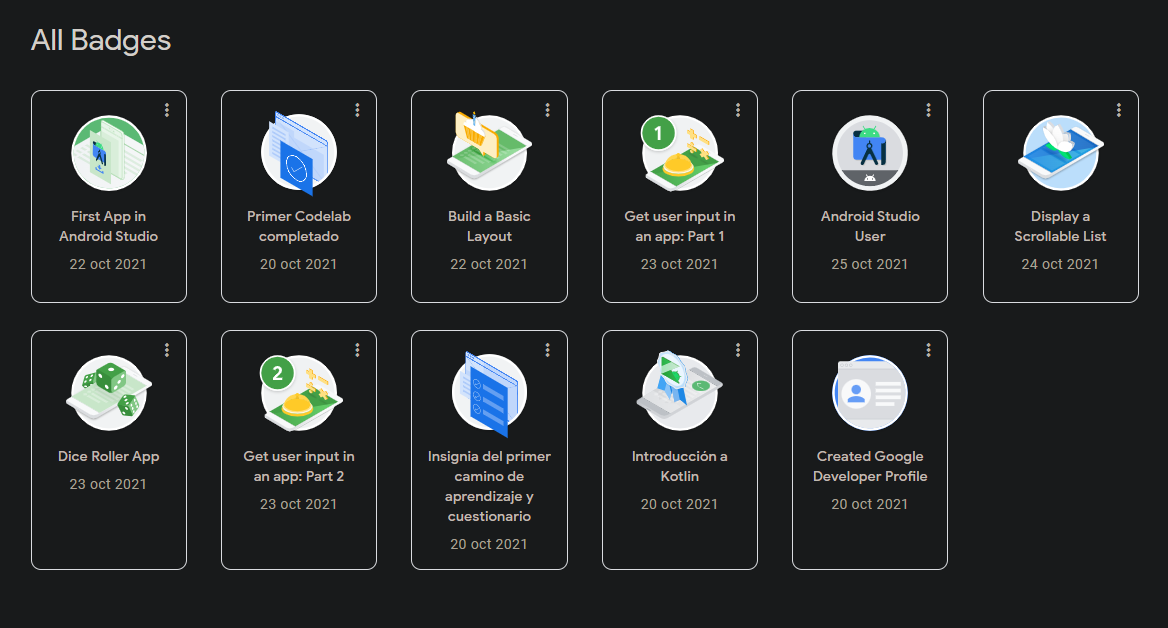 All Badges
First App in
Android Studio
22 oct 2021
Primer Codelab
completado
20 oct 2021
Build a Basic
Layout
22 oct 2021
1
Get user input in
an app: Part 1
23 oct 2021
Android Studio
User
25 oct 2021
Display a
Scrollable List
24 oct 2021
Dice Roller App
23 oct 2021
2
Get user input in
an app: Part 2
23 oct 2021
Insignia del primer
camino de
aprendizaje y
cuestionario
20 oct 2021
Introducción a
Kotlin
20 oct 2021
Created Google
Developer Profile
20 oct 2021